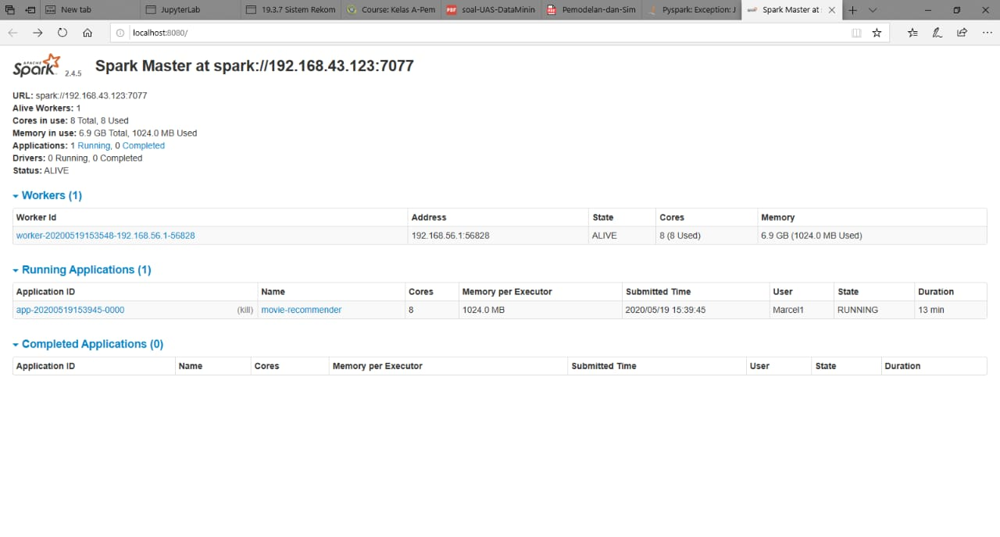 New tab
JupyterLab
19.3.7 Sistem Rekom
Course: Kelas A-Pem
PDF soal-UAS-DataMinin
PDF Pemodelan-dan-Sim
Pyspark: Exception: J
Spark Master at
localhost:8080/
APACHE Spark 2.4.5 Spark Master at spark://192.168.43.123:7077
URL: spark://192.168.43.123:7077
Alive Workers: 1
Cores in use: 8 Total, 8 Used
Memory in use: 6.9 GB Total, 1024.0 MB Used
Applications: 1 Running, 0 Completed
Drivers: 0 Running, 0 Completed
Status: ALIVE
Workers (1)
Worker Id Address State Cores Memory
worker-20200519153548-192.168.56.1-56828 192.168.56.1:56828 ALIVE 8 (8 Used) 6.9 GB (1024.0 MB Used)
Running Applications (1)
Application ID Name Cores Memory per Executor Submitted Time User State Duration
app-20200519153945-0000 (kill) movie-recommender 8 1024.0 MB 2020/05/19 15:39:45 Marcel1 RUNNING 13 min
Completed Applications (0)
Application ID Name Cores Memory per Executor Submitted Time User State Duration